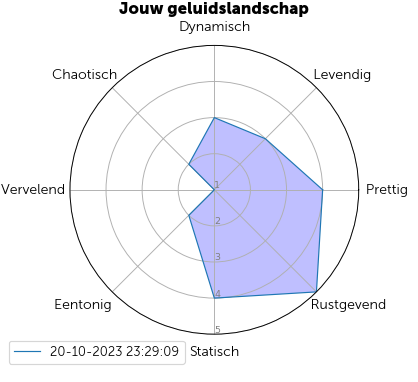 Jouw geluidslandschap
Dynamisch
Chaotisch
Levendig
Vervelend
1
Prettig
2
3
4
Eentonig
Rustgevend
5
20-10-2023 23:29:09
Statisch